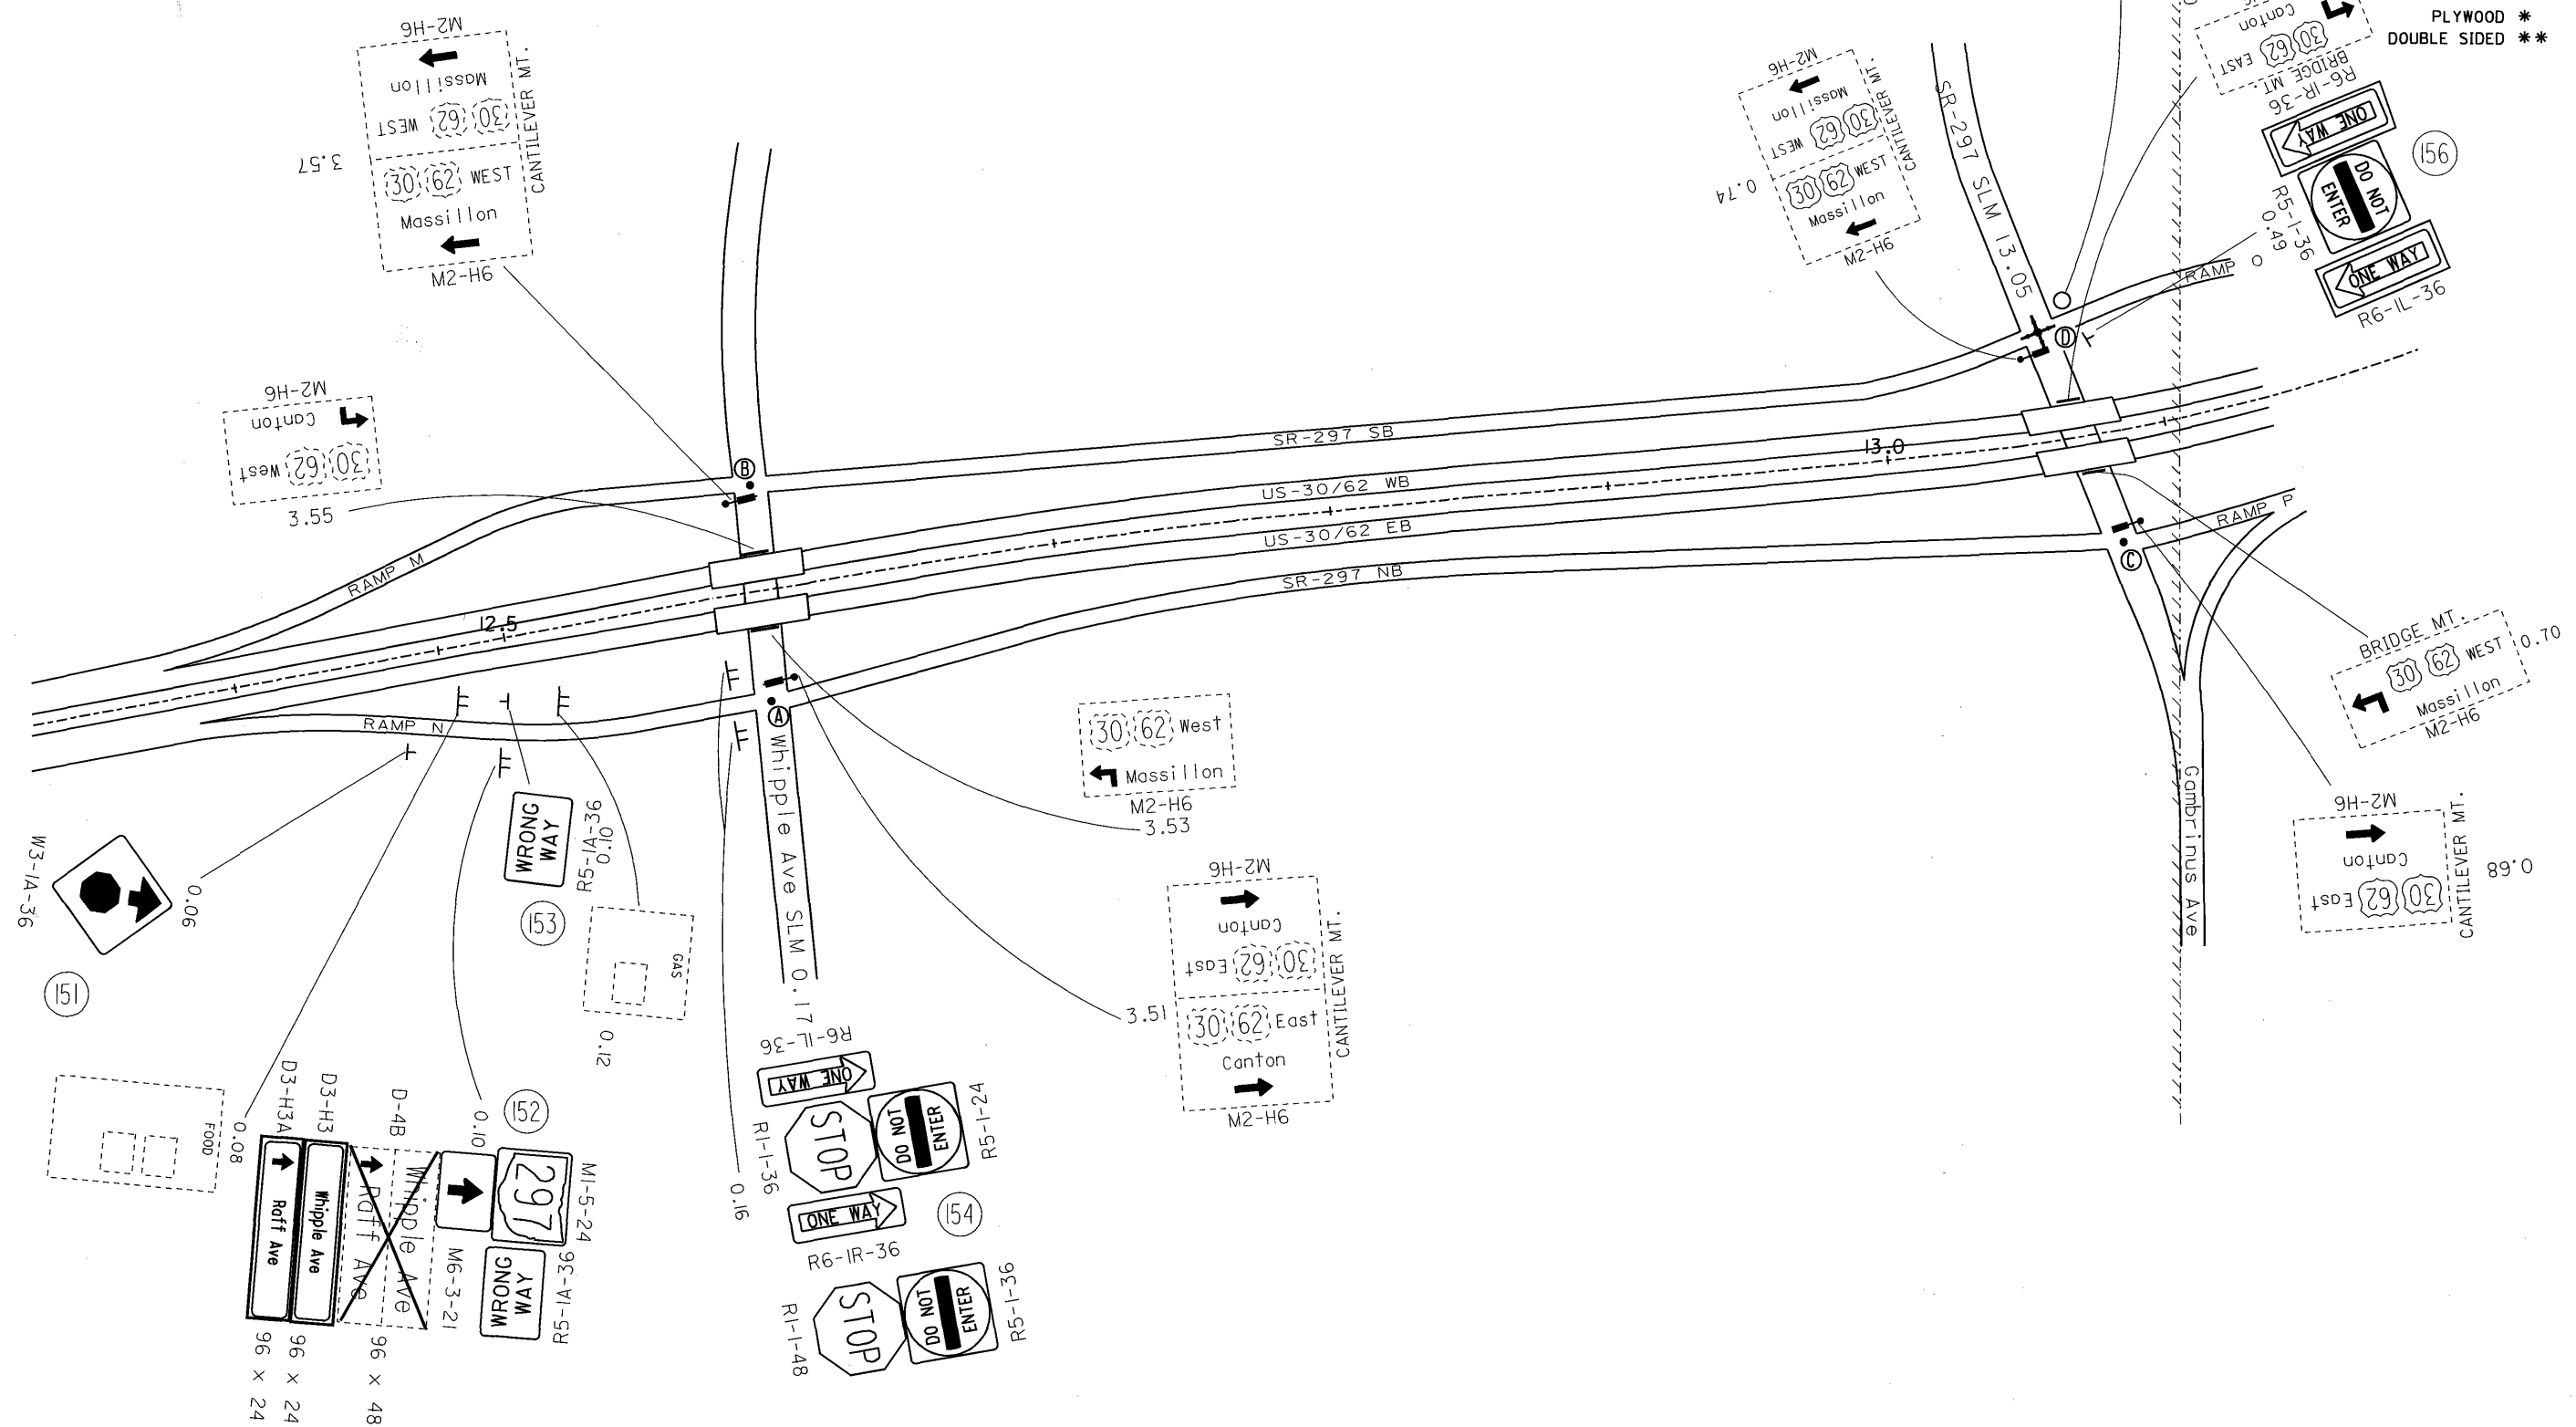 PLYWOOD *
DOUBLE SIDED **
M2-H6
Massillon
30 62 WEST
30 62 WEST
Massillon
M2-H6
CANTILEVER MT.
3.57
M2-H6
Canton
30 62 West
3.55
M2-H6
Massillon
30 62 WEST
30 62 WEST
Massillon
M2-H6
CANTILEVER MT.
0.74
SR-297 SLM 13.05
Canton
30 62 EAST
BRIDGE MT.
R6-1R-36
ONE WAY
DO NOT
ENTER
R5-1-36
0.49
ONE WAY
R6-1L-36
156
RAMP O
D
B
SR-297 SB
13.0
US-30/62 WB
US-30/62 EB
SR-297 NB
RAMP P
C
RAMP M
12.5
RAMP N
A
Whipple Ave SLM 0.17
Gambrinus Ave
BRIDGE MT.
30 62 WEST
Massillon
M2-H6
0.70
M2-H6
Canton
30 62 East
CANTILEVER MT.
0.68
30 62 West
Massillon
M2-H6
3.53
M2-H6
Canton
30 62 East
30 62 East
Canton
M2-H6
CANTILEVER MT.
3.51
W3-1A-36
0.06
151
WRONG
WAY
R5-1A-36
0.10
153
GAS
0.12
FOOD
0.08
D3-H3A
Raff Ave
96 x 24
D3-H3
Whipple Ave
96 x 24
D-4B
Whipple Ave
Raff Ave
96 x 48
0.10
152
M6-3-21
297
M1-5-24
WRONG
WAY
R5-1A-36
0.16
R6-1L-36
ONE WAY
R1-1-36
STOP
DO NOT
ENTER
R5-1-24
ONE WAY
R6-1R-36
154
R1-1-48
STOP
DO NOT
ENTER
R5-1-36